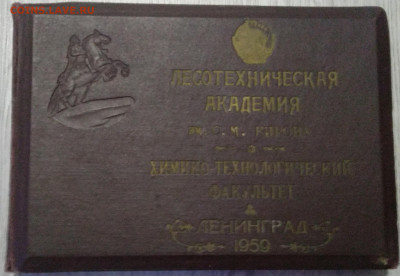 ЛЕСОТЕХНИЧЕСКАЯ
АКАДЕМИЯ
ИМ С. М. КИРОВА
ХИМИКО-ТЕХНОЛОГИЧЕСКИЙ
ФАКУЛЬТЕТ
ЛЕНИНГРАД
1959